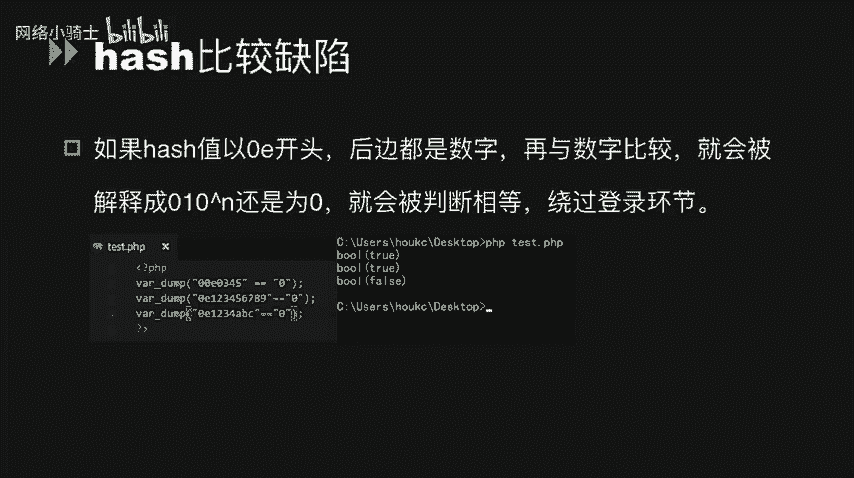 网络小骑士 bilibili
hash比较缺陷
如果hash值以0e开头，后边都是数字，再与数字比较，就会被
解释成010^n还是为0，就会被判断相等，绕过登录环节。
test.php ×
<?php
var_dump("00e0345" == "0");
var_dump("0e123456789"=="0");
var_dump("0e1234abc"=="0");
?>
C:\Users\houkc\Desktop>php test.php
bool(true)
bool(true)
bool(false)
C:\Users\houkc\Desktop>_